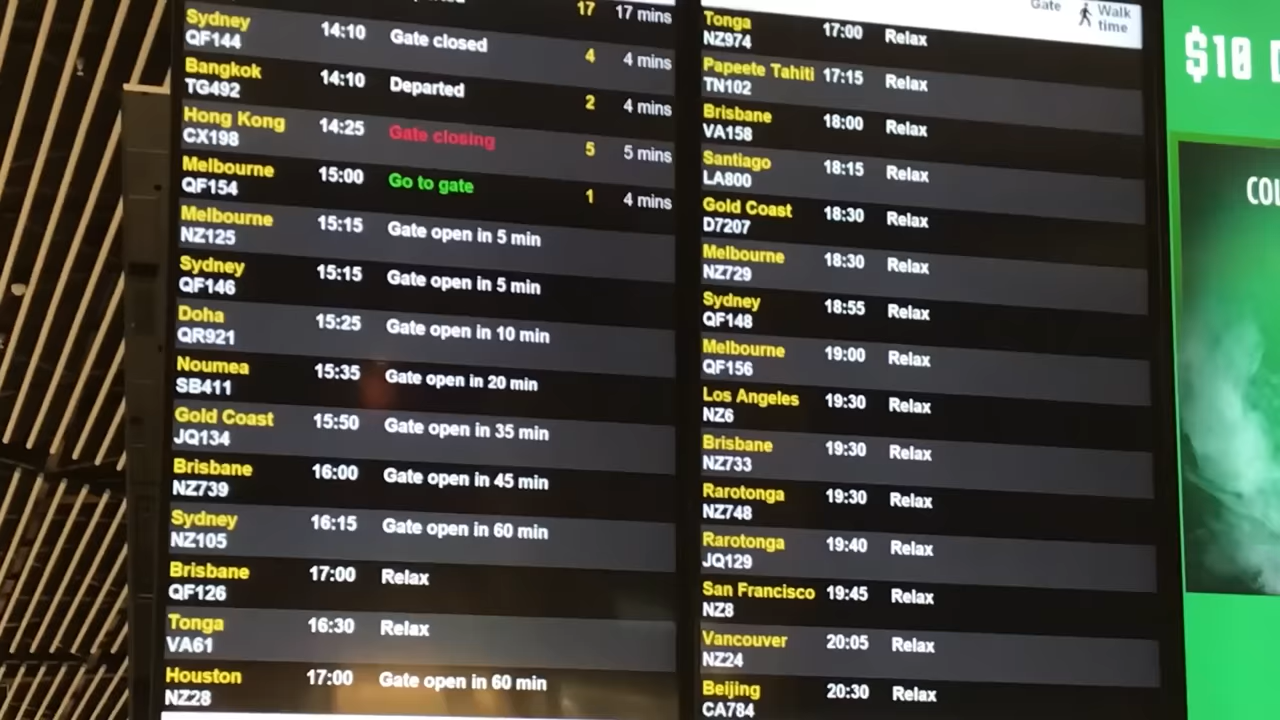 17 17 mins
Sydney 14:10 Gate closed 4 4 mins
QF144
Bangkok 14:10 Departed 2 4 mins
TG492
Hong Kong 14:25 Gate closing 5 5 mins
CX198
Melbourne 15:00 Go to gate 1 4 mins
QF154
Melbourne 15:15 Gate open in 5 min
NZ125
Sydney 15:15 Gate open in 5 min
QF146
Doha 15:25 Gate open in 10 min
QR921
Noumea 15:35 Gate open in 20 min
SB411
Gold Coast 15:50 Gate open in 35 min
JQ134
Brisbane 16:00 Gate open in 45 min
NZ739
Sydney 16:15 Gate open in 60 min
NZ105
Brisbane 17:00 Relax
QF126
Tonga 16:30 Relax
VA61
Houston 17:00 Gate open in 60 min
NZ28
Gate Walk
time
Tonga 17:00 Relax
NZ974
Papeete Tahiti 17:15 Relax
TN102
Brisbane 18:00 Relax
VA158
Santiago 18:15 Relax
LA800
Gold Coast 18:30 Relax
D7207
Melbourne 18:30 Relax
NZ729
Sydney 18:55 Relax
QF148
Melbourne 19:00 Relax
QF156
Los Angeles 19:30 Relax
NZ6
Brisbane 19:30 Relax
NZ733
Rarotonga 19:30 Relax
NZ748
Rarotonga 19:40 Relax
JQ129
San Francisco 19:45 Relax
NZ8
Vancouver 20:05 Relax
NZ24
Beijing 20:30 Relax
CA784
$10